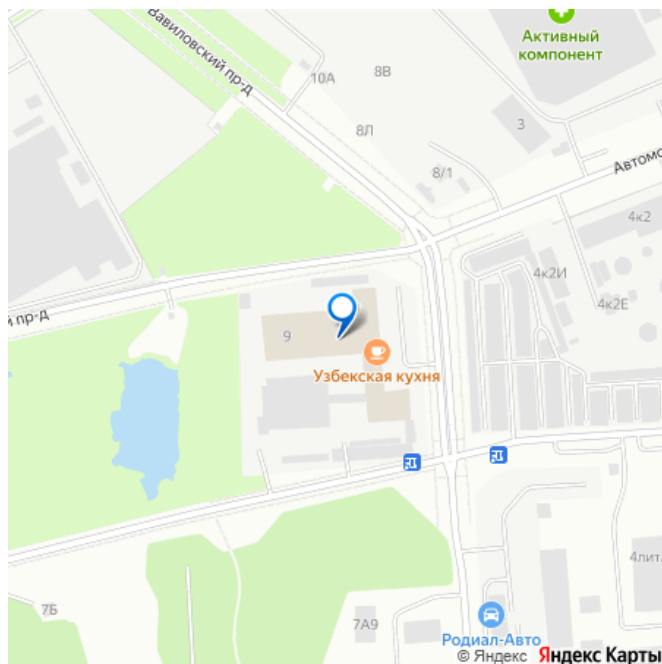 Вавиловский пр-д
Активный
компонент
10А
8В
8Л
3
8/1
Автомо
4к2
4к2И
4к2Е
й пр-д
9
Узбекская кухня
4лита
7Б
7А9
Родиал-Авто
© Яндекс Яндекс Карты